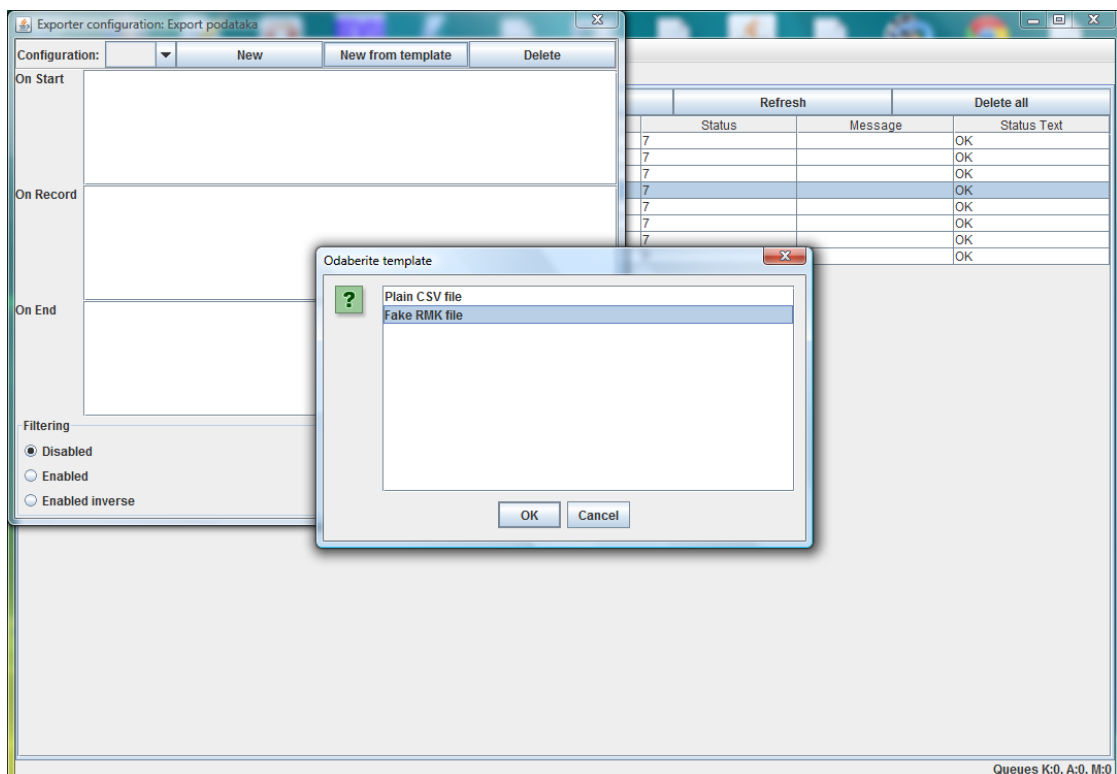 Exporter configuration: Export podataka
Configuration: New New from template Delete
On Start
On Record
On End
Filtering
Disabled
Enabled
Enabled inverse
Refresh Delete all
Status Message Status Text
7 OK
7 OK
7 OK
7 OK
7 OK
7 OK
7 OK
OK
Odaberite template
Plain CSV file
Fake RMK file
OK Cancel
Queues K:0, A:0, M:0